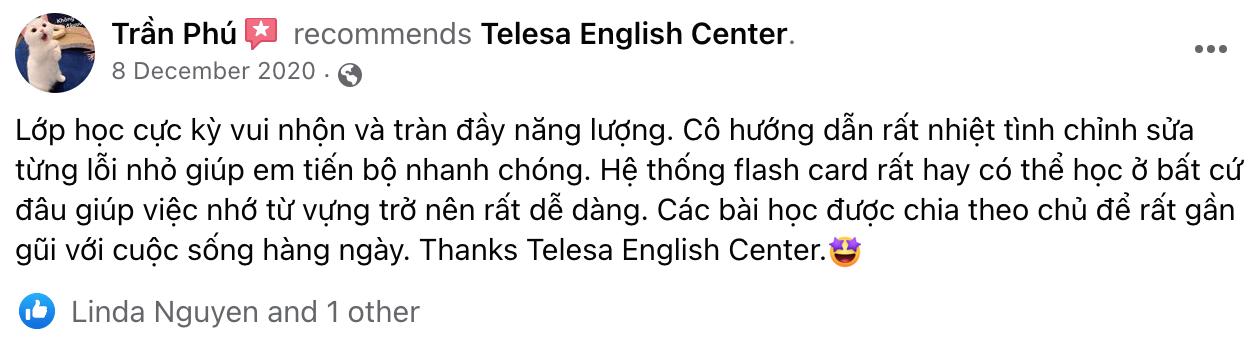 Trần Phú recommends Telesa English Center.
8 December 2020 ·
Lớp học cực kỳ vui nhộn và tràn đầy năng lượng. Cô hướng dẫn rất nhiệt tình chỉnh sửa
từng lỗi nhỏ giúp em tiến bộ nhanh chóng. Hệ thống flash card rất hay có thể học ở bất cứ
đâu giúp việc nhớ từ vựng trở nên rất dễ dàng. Các bài học được chia theo chủ để rất gần
gũi với cuộc sống hàng ngày. Thanks Telesa English Center.🤩
Linda Nguyen and 1 other